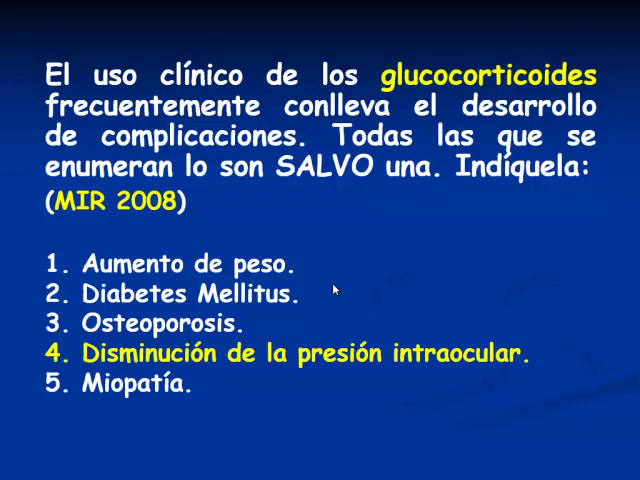 El uso clínico de los glucocorticoides
frecuentemente conlleva el desarrollo
de complicaciones. Todas las que se
enumeran lo son SALVO una. Indíquela:
(MIR 2008)
1. Aumento de peso.
2. Diabetes Mellitus.
3. Osteoporosis.
4. Disminución de la presión intraocular.
5. Miopatía.